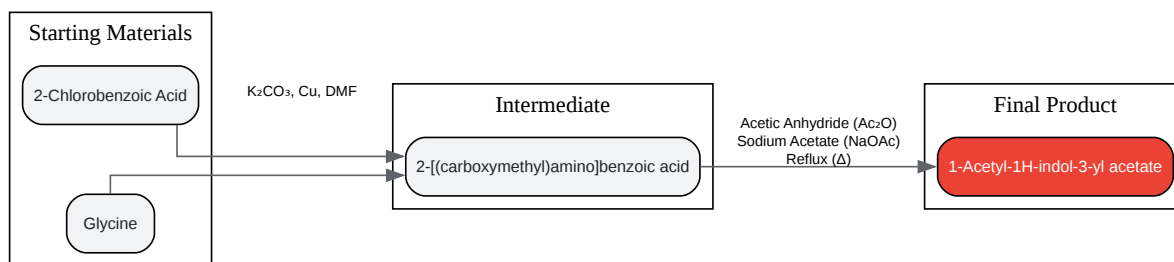 Starting Materials
2-Chlorobenzoic Acid
Glycine
K₂CO₃, Cu, DMF
Intermediate
2-[(carboxymethyl)amino]benzoic acid
Acetic Anhydride (Ac₂O)
Sodium Acetate (NaOAc)
Reflux (Δ)
Final Product
1-Acetyl-1H-indol-3-yl acetate